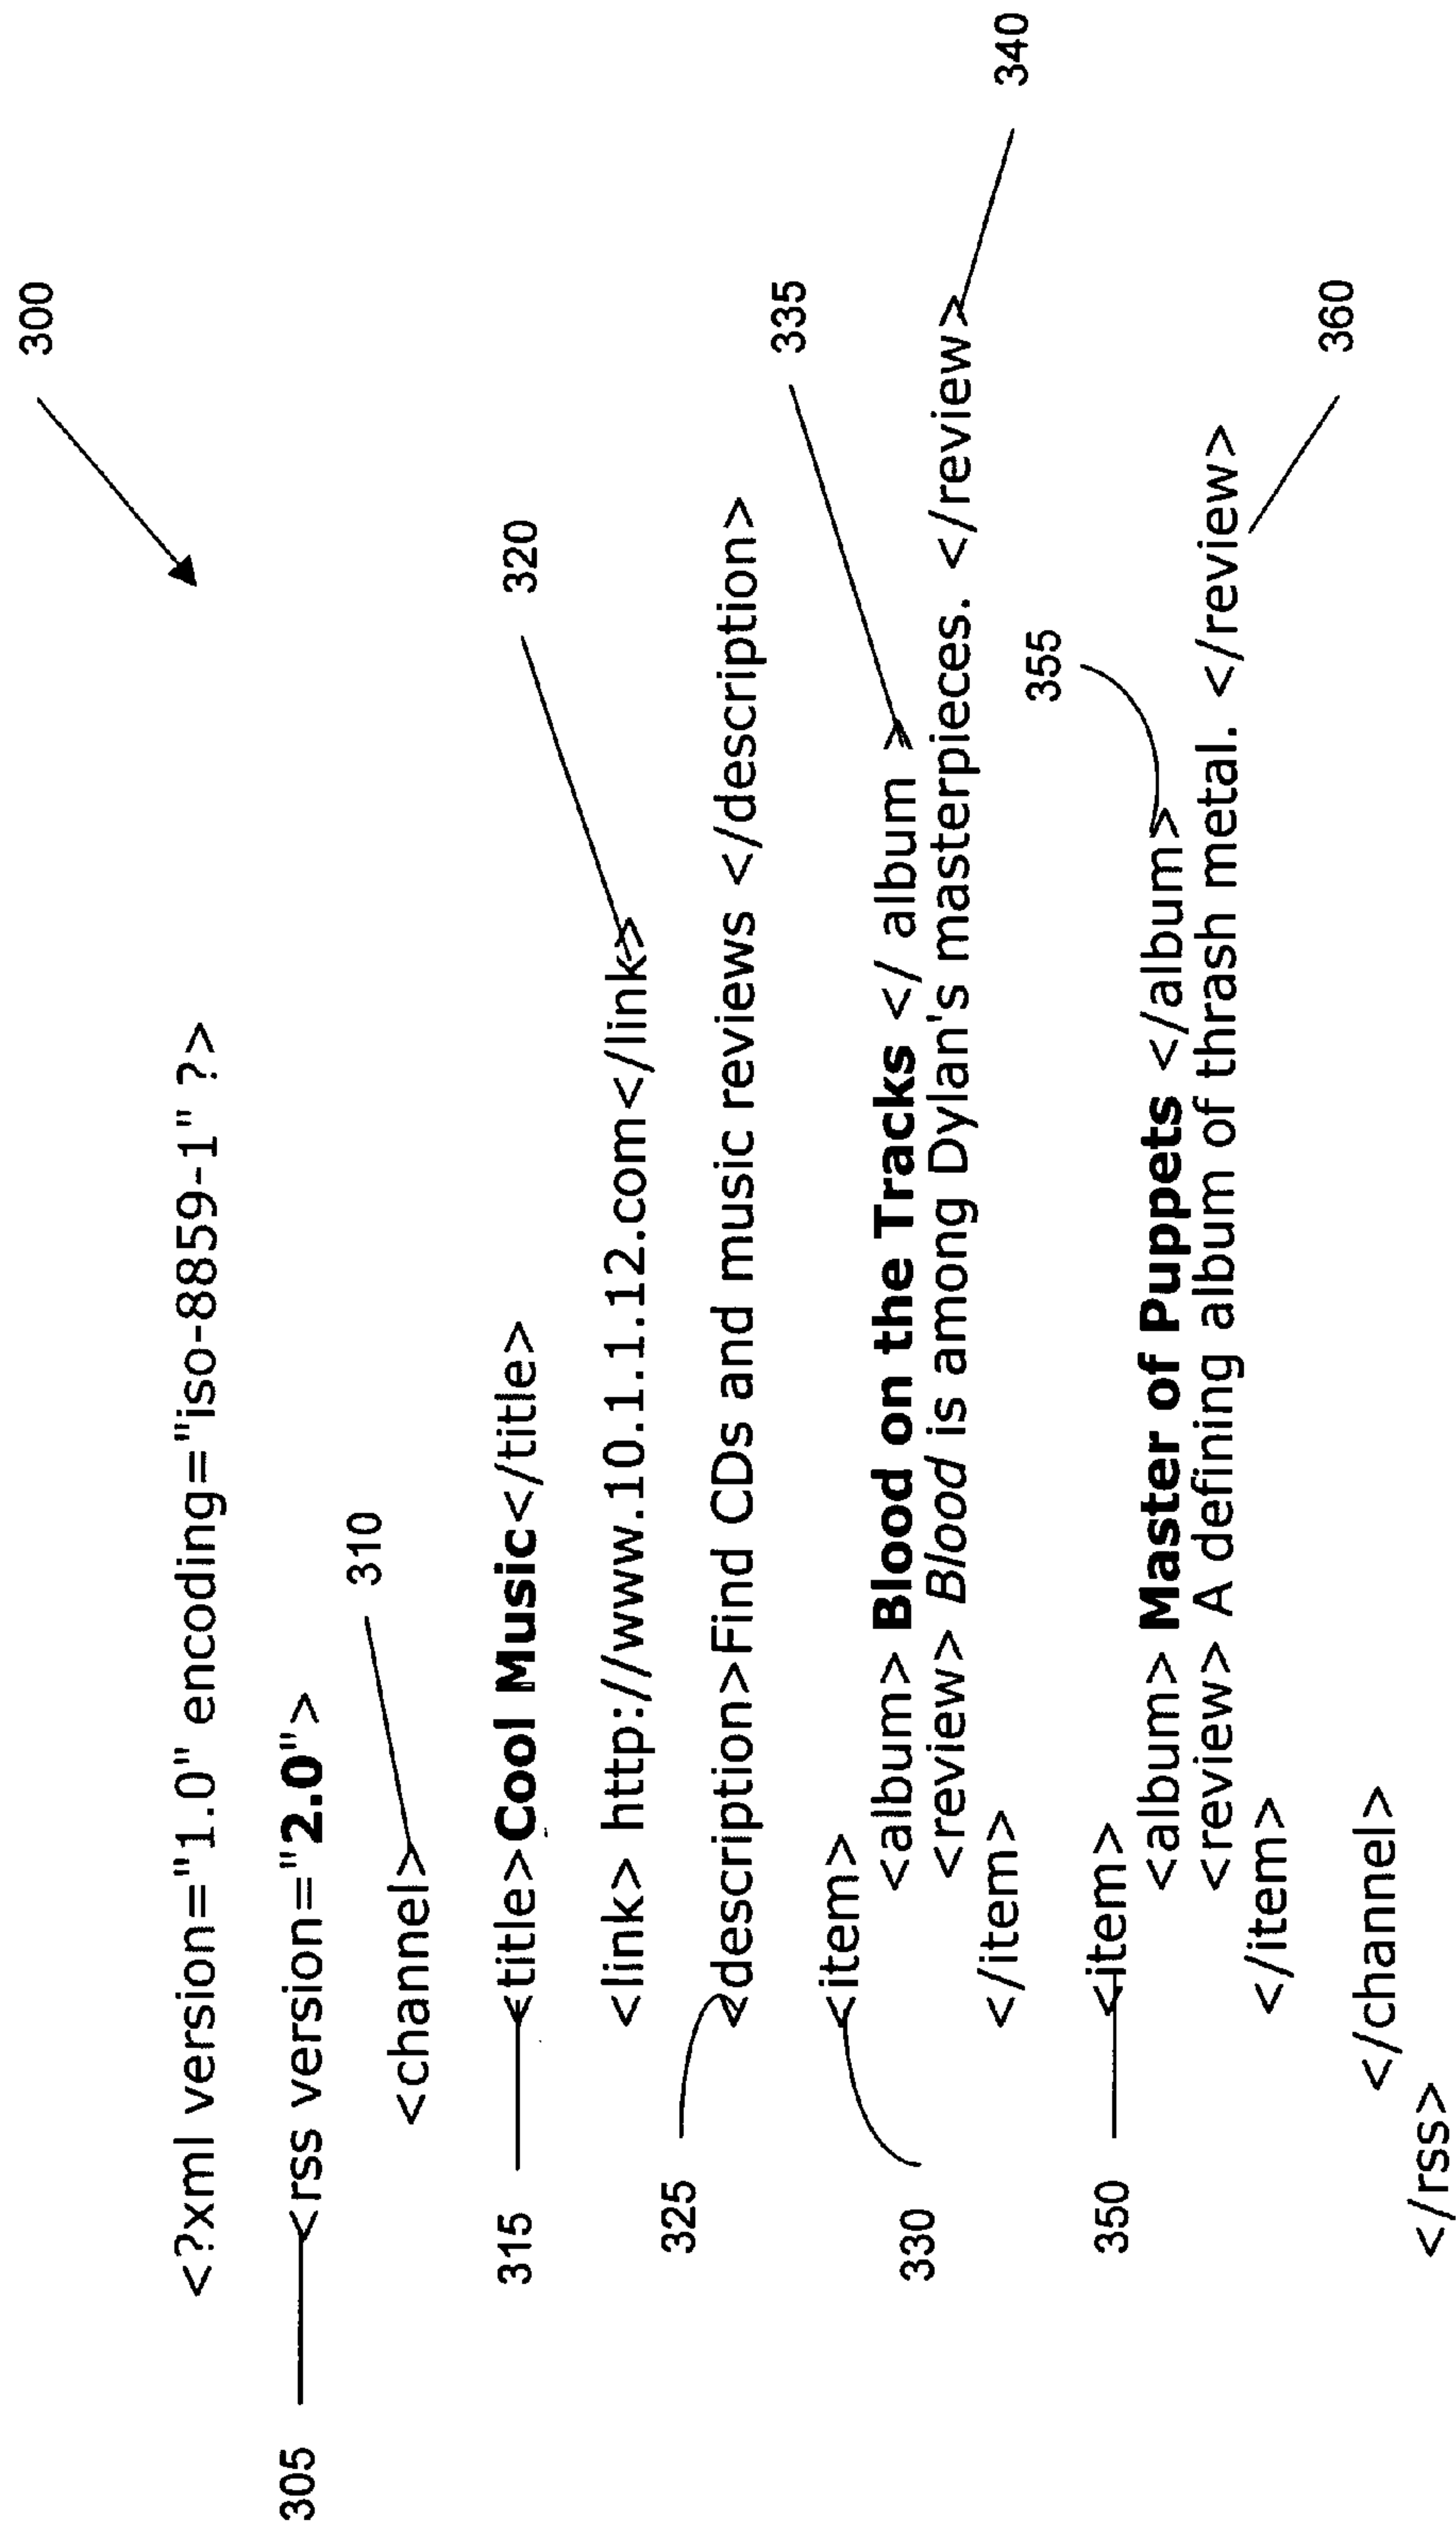 300
<?xml version="1.0" encoding="iso-8859-1" ?>
305
<rss version="2.0">
310
<channel>
315
<title>Cool Music</title>
320
<link> http://www.10.1.1.12.com</link>
325
<description>Find CDs and music reviews </description>
330
<item>
335
<album> Blood on the Tracks </ album >
<review> Blood is among Dylan's masterpieces. </review>
340
</item>
350
<item>
355
<album> Master of Puppets </album>
<review> A defining album of thrash metal. </review>
360
</item>
</channel>
</rss>